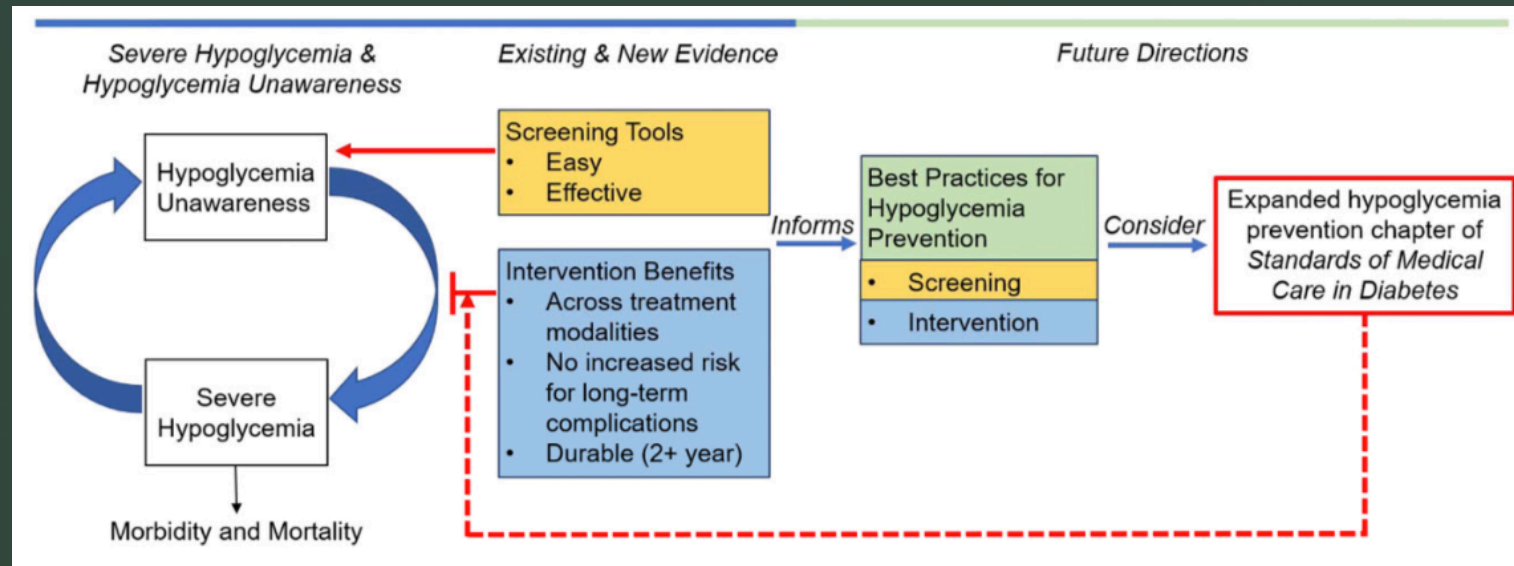 Severe Hypoglycemia &
Hypoglycemia Unawareness
Existing & New Evidence
Future Directions
Hypoglycemia
Unawareness
Severe
Hypoglycemia
Morbidity and Mortality
Screening Tools
• Easy
• Effective
Intervention Benefits
• Across treatment
modalities
• No increased risk
for long-term
complications
• Durable (2+ year)
Informs
Best Practices for
Hypoglycemia
Prevention
• Screening
• Intervention
Consider
Expanded hypoglycemia
prevention chapter of
Standards of Medical
Care in Diabetes